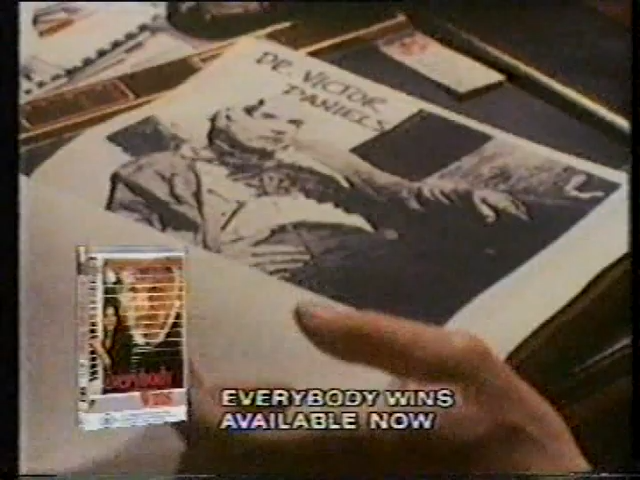 DR. VICTOR
DANIELS
EVERYBODY WINS
AVAILABLE NOW